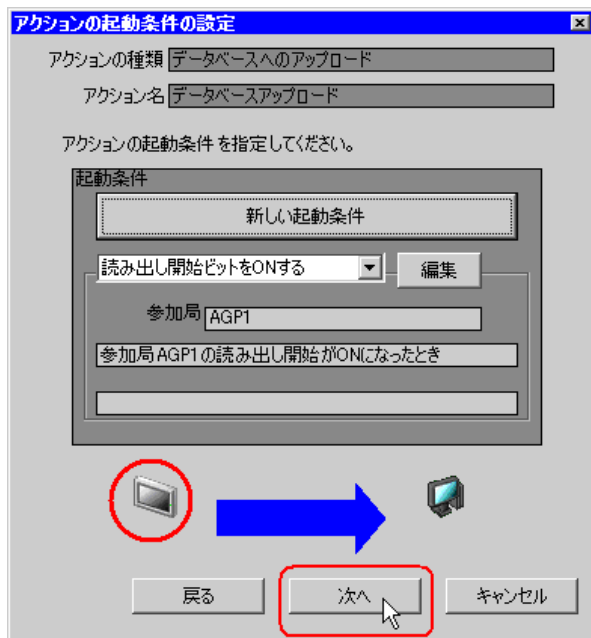 アクションの起動条件の設定
アクションの種類 データベースへのアップロード
アクション名 データベースアップロード
アクションの起動条件 を指定してください。
起動条件
新しい起動条件
読み出し開始ビットをONする 編集
参加局 AGP1
参加局AGP1の読み出し開始がONになったとき
戻る 次へ キャンセル